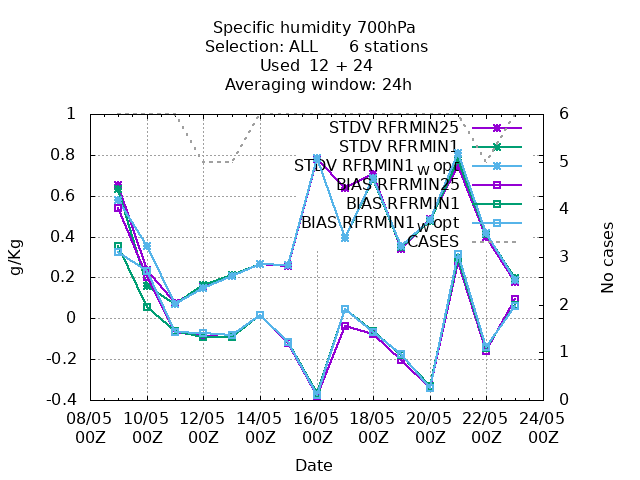 Specific humidity 700hPa
Selection: ALL 6 stations
Used 12 + 24
Averaging window: 24h
g/Kg
No cases
1
0.8
0.6
0.4
0.2
0
-0.2
-0.4
6
5
4
3
2
1
0
STDV RFRMIN25
STDV RFRMIN1
STDV RFRMIN1wopt
BIAS RFRMIN25
BIAS RFRMIN1
BIAS RFRMIN1wopt
CASES
08/05 10/05 12/05 14/05 16/05 18/05 20/05 22/05 24/05
00Z 00Z 00Z 00Z 00Z 00Z 00Z 00Z 00Z
Date